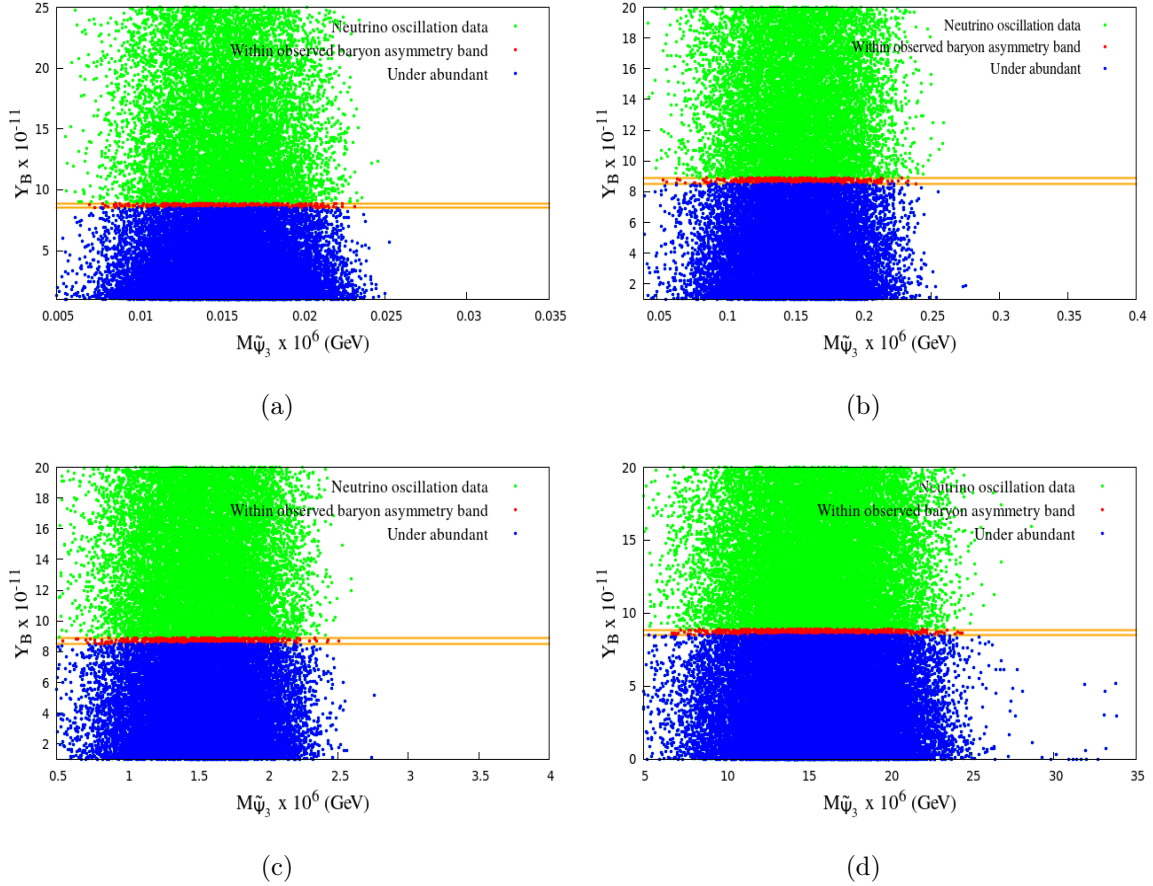 25
20
15
10
5
Y_B x 10^-11
Neutrino oscillation data
Within observed baryon asymmetry band
Under abundant
0.005 0.01 0.015 0.02 0.025 0.03 0.035
Mψ̃_3 x 10^6 (GeV)
(a)
20
18
16
14
12
10
8
6
4
2
Y_B x 10^-11
Neutrino oscillation data
Within observed baryon asymmetry band
Under abundant
0.05 0.1 0.15 0.2 0.25 0.3 0.35 0.4
Mψ̃_3 x 10^6 (GeV)
(b)
20
18
16
14
12
10
8
6
4
2
Y_B x 10^-11
Neutrino oscillation data
Within observed baryon asymmetry band
Under abundant
0.5 1 1.5 2 2.5 3 3.5 4
Mψ̃_3 x 10^6 (GeV)
(c)
20
15
10
5
0
Y_B x 10^-11
Neutrino oscillation data
Within observed baryon asymmetry band
Under abundant
5 10 15 20 25 30 35
Mψ̃_3 x 10^6 (GeV)
(d)